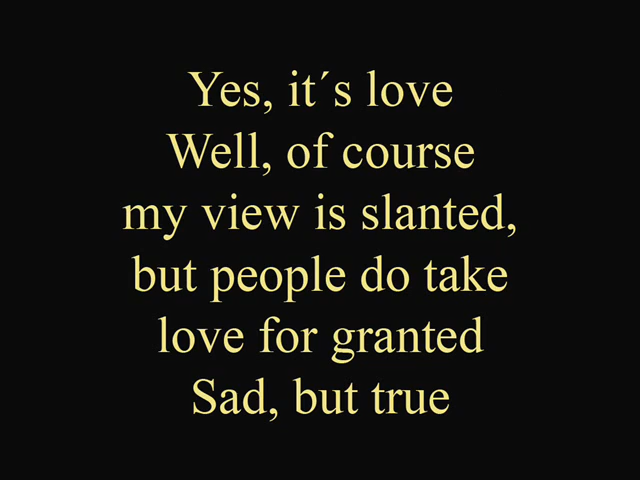 Yes, it´s love
Well, of course
my view is slanted,
but people do take
love for granted
Sad, but true